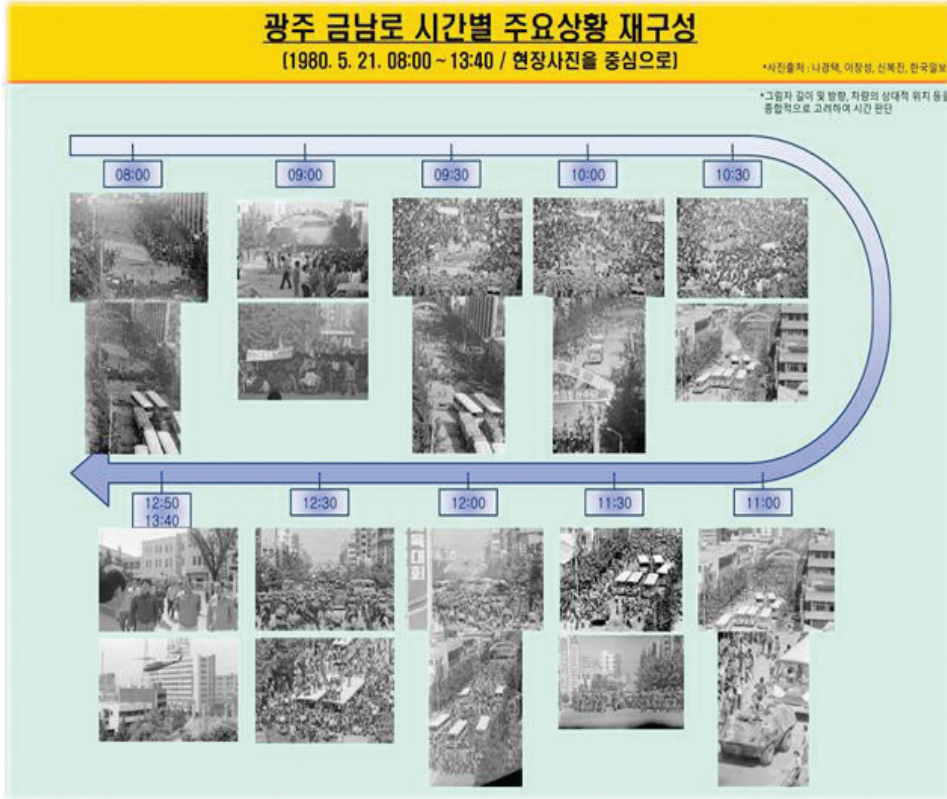 광주 금남로 시간별 주요상황 재구성
(1980. 5. 21. 08:00 ~ 13:40 / 현장사진을 중심으로)
*사진출처 : 나경택, 이창성, 신복진, 한국일보
*그림자 길이 및 방향, 차량의 상대적 위치 등을
종합적으로 고려하여 시간 판단
08:00
09:00
09:30
10:00
10:30
12:50
13:40
12:30
12:00
11:30
11:00
육대회